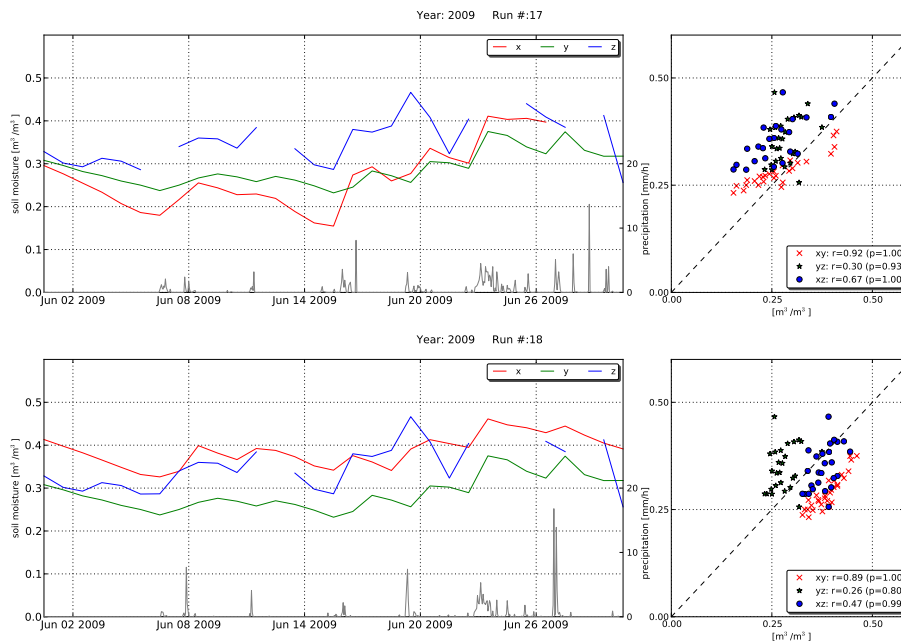 Year: 2009 Run #:17
x y z
0.5
0.4
0.3
0.2
0.1
0.0
soil moisture [m³/m³ ]
20
10
0
precipitation [mm/h]
Jun 02 2009 Jun 08 2009 Jun 14 2009 Jun 20 2009 Jun 26 2009
0.50
0.25
0.00
xy: r=0.92 (p=1.00
yz: r=0.30 (p=0.93
xz: r=0.67 (p=1.00
0.00 0.25 0.50
[m³/m³ ]
Year: 2009 Run #:18
x y z
0.5
0.4
0.3
0.2
0.1
0.0
soil moisture [m³/m³ ]
20
10
0
precipitation [mm/h]
Jun 02 2009 Jun 08 2009 Jun 14 2009 Jun 20 2009 Jun 26 2009
0.50
0.25
0.00
xy: r=0.89 (p=1.00
yz: r=0.26 (p=0.80
xz: r=0.47 (p=0.99
0.00 0.25 0.50
[m³/m³ ]